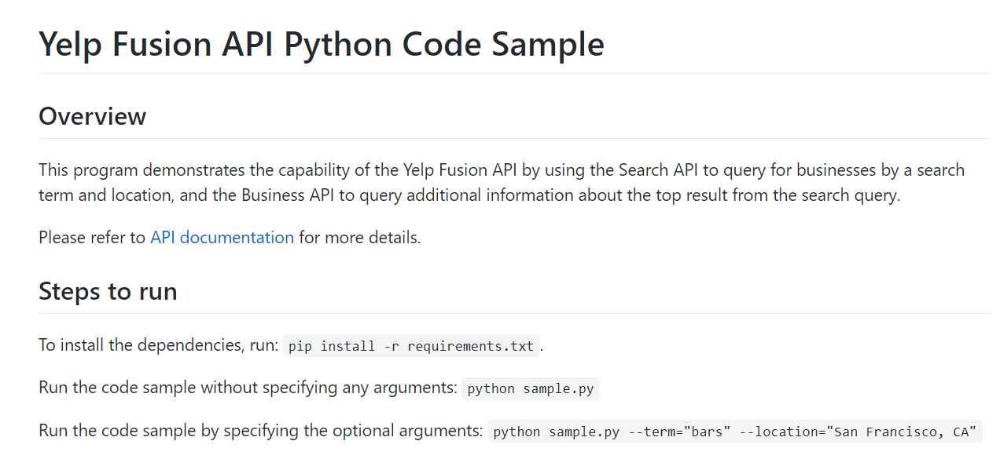 Yelp Fusion API Python Code Sample
Overview
This program demonstrates the capability of the Yelp Fusion API by using the Search API to query for businesses by a search
term and location, and the Business API to query additional information about the top result from the search query.
Please refer to API documentation for more details.
Steps to run
To install the dependencies, run: pip install -r requirements.txt.
Run the code sample without specifying any arguments: python sample.py
Run the code sample by specifying the optional arguments: python sample.py --term="bars" --location="San Francisco, CA"